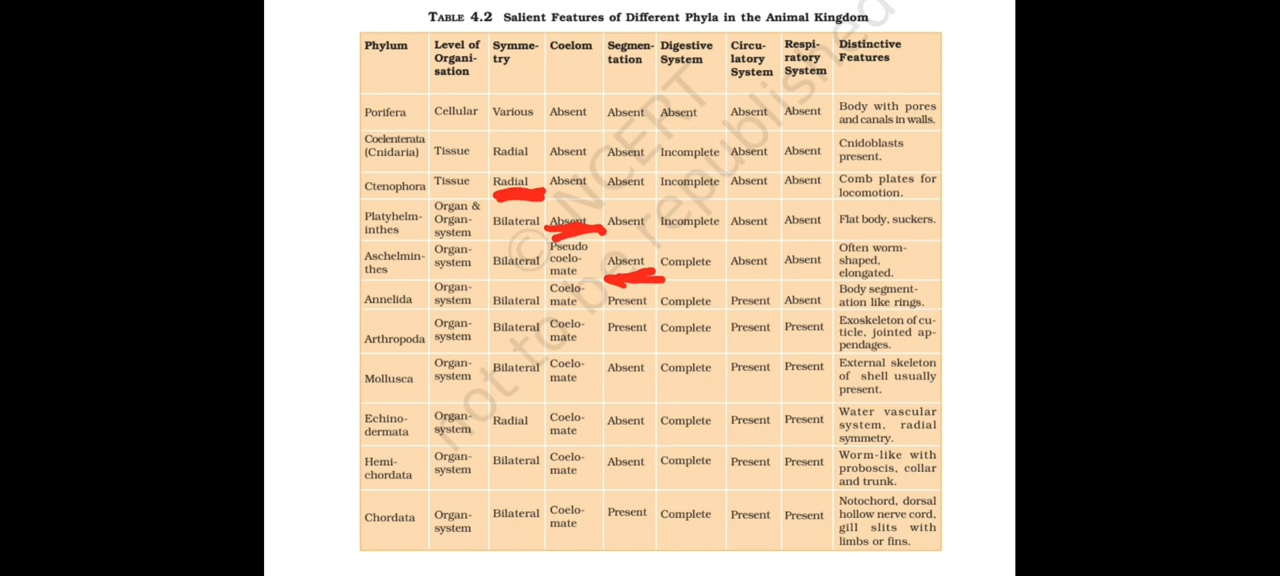 TABLE 4.2 Salient Features of Different Phyla in the Animal Kingdom
Phylum Level of Organi- sation Symme- try Coelom Segmen- tation Digestive System Circu- latory System Respi- ratory System Distinctive Features
Porifera Cellular Various Absent Absent Absent Absent Absent Body with pores and canals in walls.
Coelenterata (Cnidaria) Tissue Radial Absent Absent Incomplete Absent Absent Cnidoblasts present.
Ctenophora Tissue Radial Absent Absent Incomplete Absent Absent Comb plates for locomotion.
Platyhelm- inthes Organ & Organ- system Bilateral Absent Absent Incomplete Absent Absent Flat body, suckers.
Aschelmin- thes Organ- system Bilateral Pseudo coelo- mate Absent Complete Absent Absent Often worm- shaped, elongated.
Annelida Organ- system Bilateral Coelo- mate Present Complete Present Absent Body segment- ation like rings.
Arthropoda Organ- system Bilateral Coelo- mate Present Complete Present Present Exoskeleton of cu- ticle, jointed ap- pendages.
Mollusca Organ- system Bilateral Coelo- mate Absent Complete Present Present External skeleton of shell usually present.
Echino- dermata Organ- system Radial Coelo- mate Absent Complete Present Present Water vascular system, radial symmetry.
Hemi- chordata Organ- system Bilateral Coelo- mate Absent Complete Present Present Worm-like with proboscis, collar and trunk.
Chordata Organ- system Bilateral Coelo- mate Present Complete Present Present Notochord, dorsal hollow nerve cord, gill slits with limbs or fins.
© NCERT
not to be republished